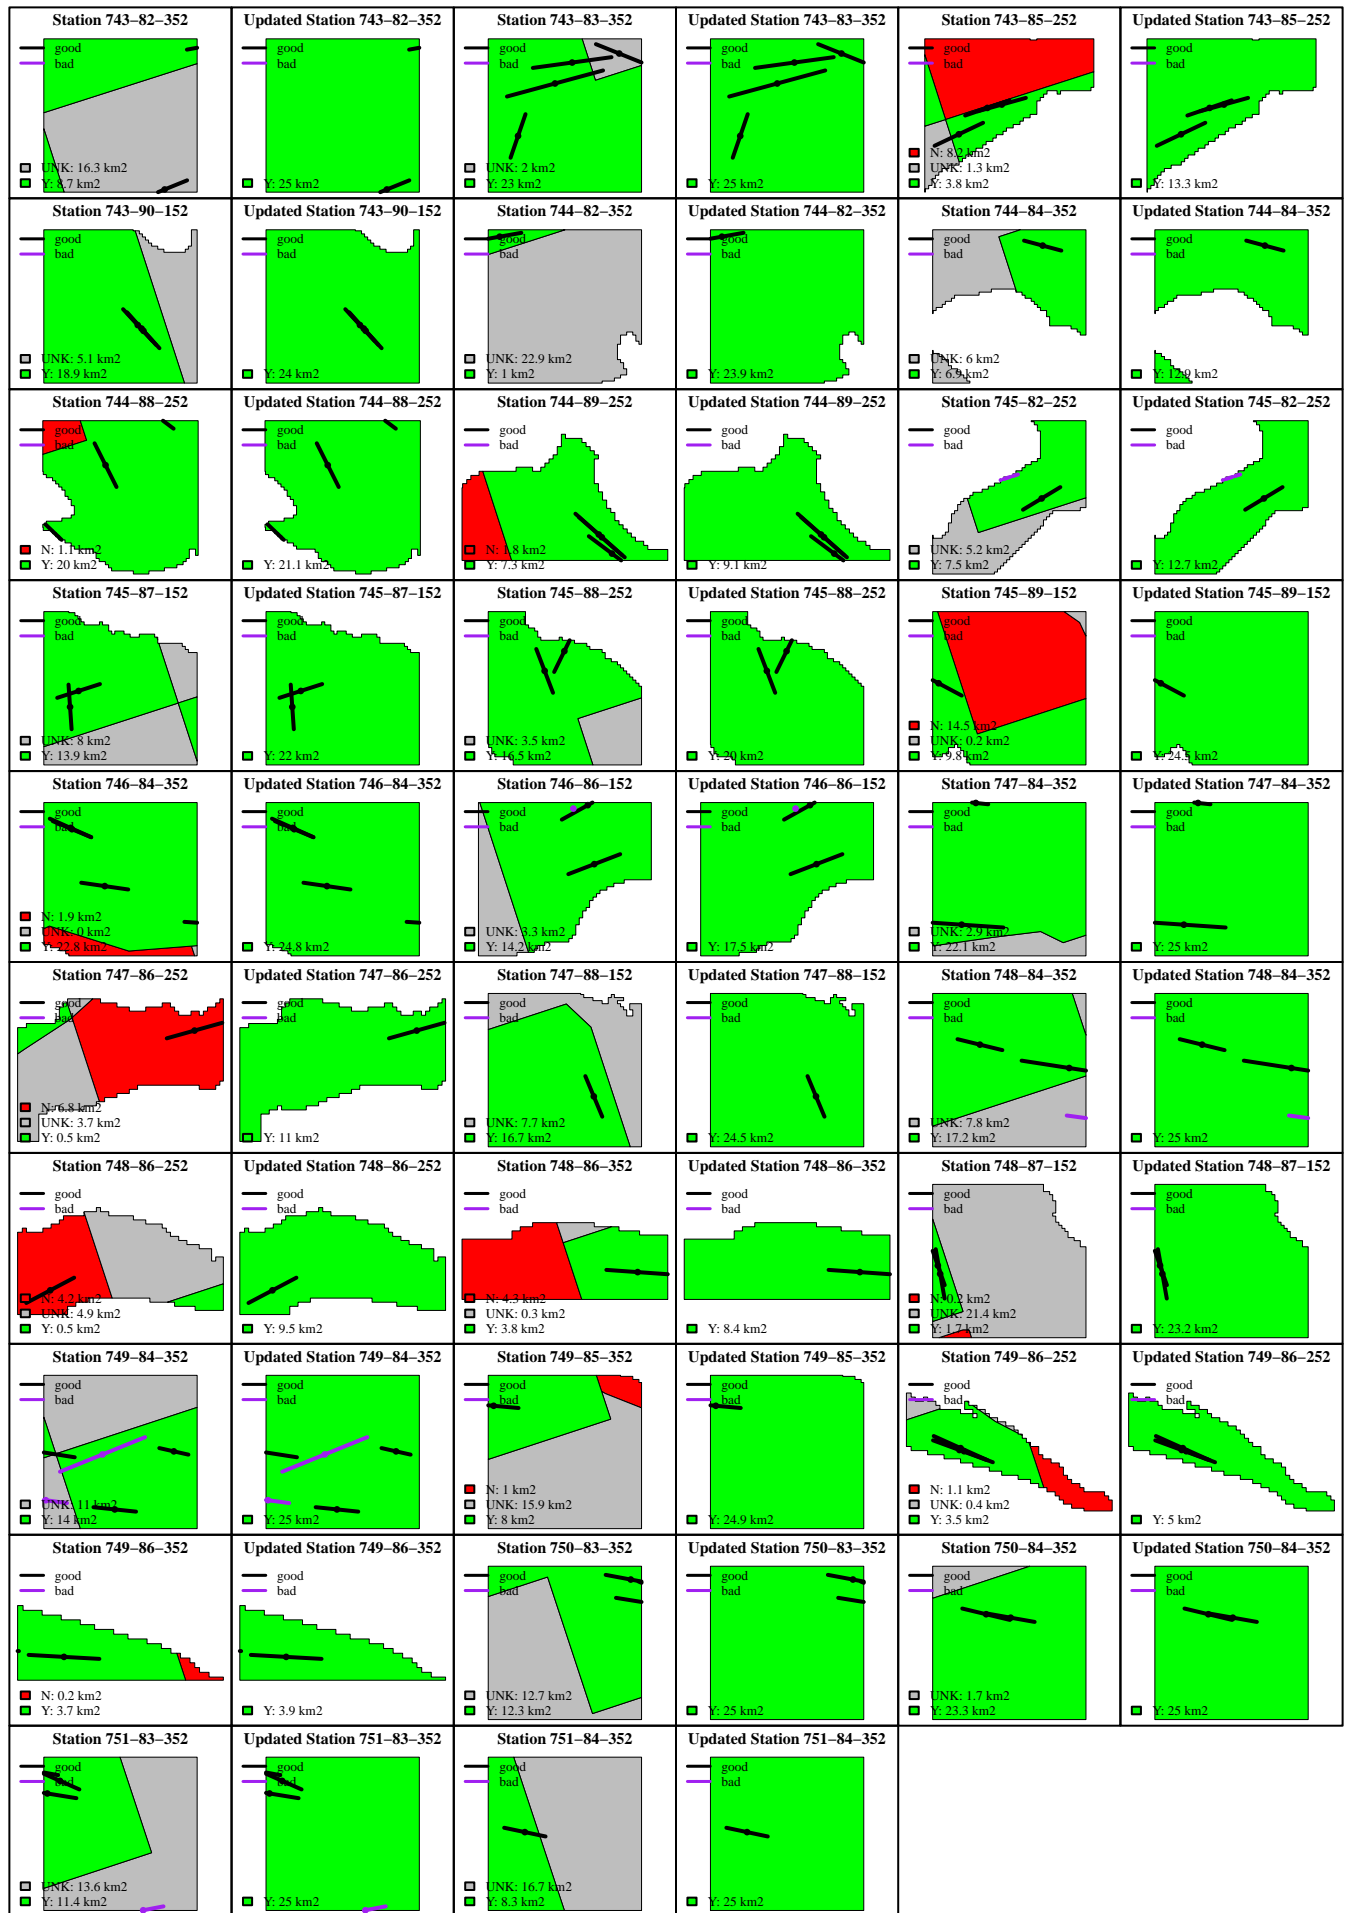 Station 743−82−352
good
bad
UNK: 16.3 km2
Y: 8.7 km2
Updated Station 743−82−352
good
bad
Y: 25 km2
Station 743−83−352
good
bad
UNK: 2 km2
Y: 23 km2
Updated Station 743−83−352
good
bad
Y: 25 km2
Station 743−85−252
good
bad
N: 8.2 km2
UNK: 1.3 km2
Y: 3.8 km2
Updated Station 743−85−252
good
bad
Y: 13.3 km2
Station 743−90−152
good
bad
UNK: 5.1 km2
Y: 18.9 km2
Updated Station 743−90−152
good
bad
Y: 24 km2
Station 744−82−352
good
bad
UNK: 22.9 km2
Y: 1 km2
Updated Station 744−82−352
good
bad
Y: 23.9 km2
Station 744−84−352
good
bad
UNK: 6 km2
Y: 6.9 km2
Updated Station 744−84−352
good
bad
Y: 12.9 km2
Station 744−88−252
good
bad
N: 1.1 km2
Y: 20 km2
Updated Station 744−88−252
good
bad
Y: 21.1 km2
Station 744−89−252
good
bad
N: 1.8 km2
Y: 7.3 km2
Updated Station 744−89−252
good
bad
Y: 9.1 km2
Station 745−82−252
good
bad
UNK: 5.2 km2
Y: 7.5 km2
Updated Station 745−82−252
good
bad
Y: 12.7 km2
Station 745−87−152
good
bad
UNK: 8 km2
Y: 13.9 km2
Updated Station 745−87−152
good
bad
Y: 22 km2
Station 745−88−252
good
bad
UNK: 3.5 km2
Y: 16.5 km2
Updated Station 745−88−252
good
bad
Y: 20 km2
Station 745−89−152
good
bad
N: 14.5 km2
UNK: 0.2 km2
Y: 9.8 km2
Updated Station 745−89−152
good
bad
Y: 24.5 km2
Station 746−84−352
good
bad
N: 1.9 km2
UNK: 0 km2
Y: 22.8 km2
Updated Station 746−84−352
good
bad
Y: 24.8 km2
Station 746−86−152
good
bad
UNK: 3.3 km2
Y: 14.2 km2
Updated Station 746−86−152
good
bad
Y: 17.5 km2
Station 747−84−352
good
bad
UNK: 2.9 km2
Y: 22.1 km2
Updated Station 747−84−352
good
bad
Y: 25 km2
Station 747−86−252
good
bad
N: 6.8 km2
UNK: 3.7 km2
Y: 0.5 km2
Updated Station 747−86−252
good
bad
Y: 11 km2
Station 747−88−152
good
bad
UNK: 7.7 km2
Y: 16.7 km2
Updated Station 747−88−152
good
bad
Y: 24.5 km2
Station 748−84−352
good
bad
UNK: 7.8 km2
Y: 17.2 km2
Updated Station 748−84−352
good
bad
Y: 25 km2
Station 748−86−252
good
bad
N: 4.2 km2
UNK: 4.9 km2
Y: 0.5 km2
Updated Station 748−86−252
good
bad
Y: 9.5 km2
Station 748−86−352
good
bad
N: 4.3 km2
UNK: 0.3 km2
Y: 3.8 km2
Updated Station 748−86−352
good
bad
Y: 8.4 km2
Station 748−87−152
good
bad
N: 0.2 km2
UNK: 21.4 km2
Y: 1.7 km2
Updated Station 748−87−152
good
bad
Y: 23.2 km2
Station 749−84−352
good
bad
UNK: 11 km2
Y: 14 km2
Updated Station 749−84−352
good
bad
Y: 25 km2
Station 749−85−352
good
bad
N: 1 km2
UNK: 15.9 km2
Y: 8 km2
Updated Station 749−85−352
good
bad
Y: 24.9 km2
Station 749−86−252
good
bad
N: 1.1 km2
UNK: 0.4 km2
Y: 3.5 km2
Updated Station 749−86−252
good
bad
Y: 5 km2
Station 749−86−352
good
bad
N: 0.2 km2
Y: 3.7 km2
Updated Station 749−86−352
good
bad
Y: 3.9 km2
Station 750−83−352
good
bad
UNK: 12.7 km2
Y: 12.3 km2
Updated Station 750−83−352
good
bad
Y: 25 km2
Station 750−84−352
good
bad
UNK: 1.7 km2
Y: 23.3 km2
Updated Station 750−84−352
good
bad
Y: 25 km2
Station 751−83−352
good
bad
UNK: 13.6 km2
Y: 11.4 km2
Updated Station 751−83−352
good
bad
Y: 25 km2
Station 751−84−352
good
bad
UNK: 16.7 km2
Y: 8.3 km2
Updated Station 751−84−352
good
bad
Y: 25 km2